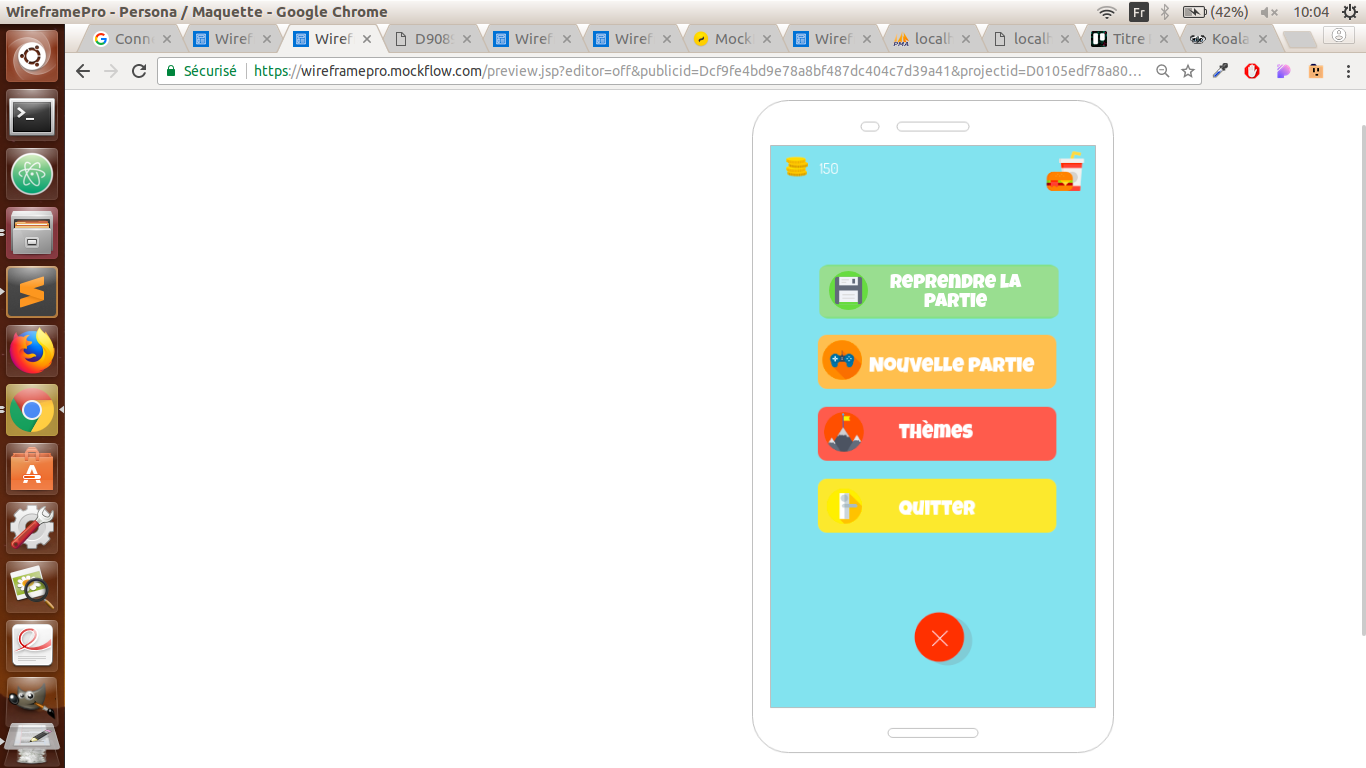 WireframePro - Persona / Maquette - Google Chrome
Fr
(42%)
10:04
Conn
Wiref
Wiref
D908
Wiref
Wiref
Mock
Wiref
PMA
localh
localh
Titre
Koala
Sécurisé
https://wireframepro.mockflow.com/preview.jsp?editor=off&publicid=Dcf9fe4bd9e78a8bf487dc404c7d39a41&projectid=D0105edf78a80...
150
Reprendre la
partie
Nouvelle partie
Thèmes
Quitter